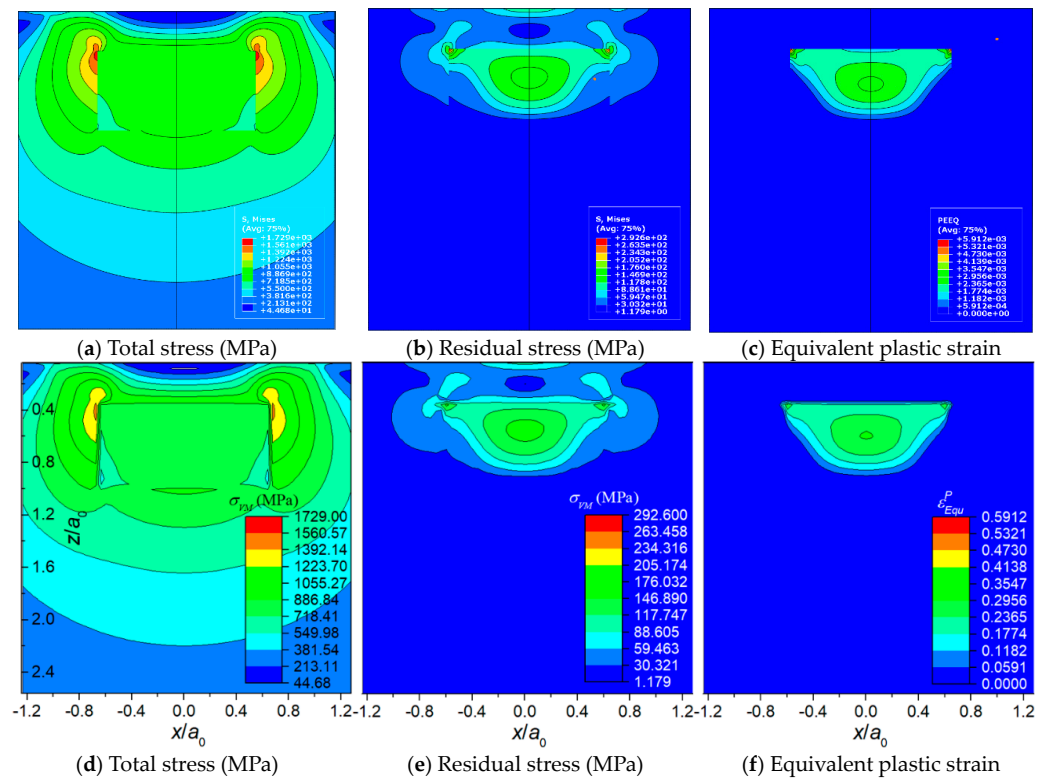 S, Mises
(Avg: 75%)
+1.729e+03
+1.561e+03
+1.392e+03
+1.224e+03
+1.055e+03
+8.869e+02
+7.185e+02
+5.500e+02
+3.816e+02
+2.131e+02
+4.468e+01
S, Mises
(Avg: 75%)
+2.926e+02
+2.635e+02
+2.343e+02
+2.052e+02
+1.760e+02
+1.469e+02
+1.178e+02
+8.861e+01
+5.947e+01
+3.032e+01
+1.179e+00
PEEQ
(Avg: 75%)
+5.912e-03
+5.321e-03
+4.730e-03
+4.139e-03
+3.547e-03
+2.956e-03
+2.365e-03
+1.774e-03
+1.182e-03
+5.912e-04
+0.000e+00
(a) Total stress (MPa)
(b) Residual stress (MPa)
(c) Equivalent plastic strain
0.4
0.8
1.2
1.6
2.0
2.4
z/a0
σVM (MPa)
1729.00
1560.57
1392.14
1223.70
1055.27
886.84
718.41
549.98
381.54
213.11
44.68
σVM (MPa)
292.600
263.458
234.316
205.174
176.032
146.890
117.747
88.605
59.463
30.321
1.179
εPEqu
0.5912
0.5321
0.4730
0.4138
0.3547
0.2956
0.2365
0.1774
0.1182
0.0591
0.0000
-1.2 -0.8 -0.4 0.0 0.4 0.8 1.2
-0.8 -0.4 0.0 0.4 0.8 1.2
-0.8 -0.4 0.0 0.4 0.8 1.2
x/a0
x/a0
x/a0
(d) Total stress (MPa)
(e) Residual stress (MPa)
(f) Equivalent plastic strain